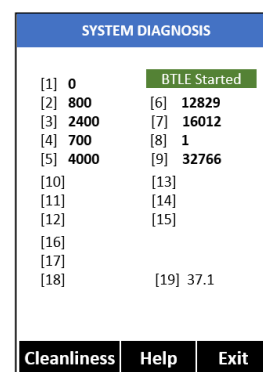 SYSTEM DIAGNOSIS
BTLE Started
[1] 0
[2] 800 [6] 12829
[3] 2400 [7] 16012
[4] 700 [8] 1
[5] 4000 [9] 32766
[10] [13]
[11] [14]
[12] [15]
[16]
[17]
[18] [19] 37.1
Cleanliness Help Exit